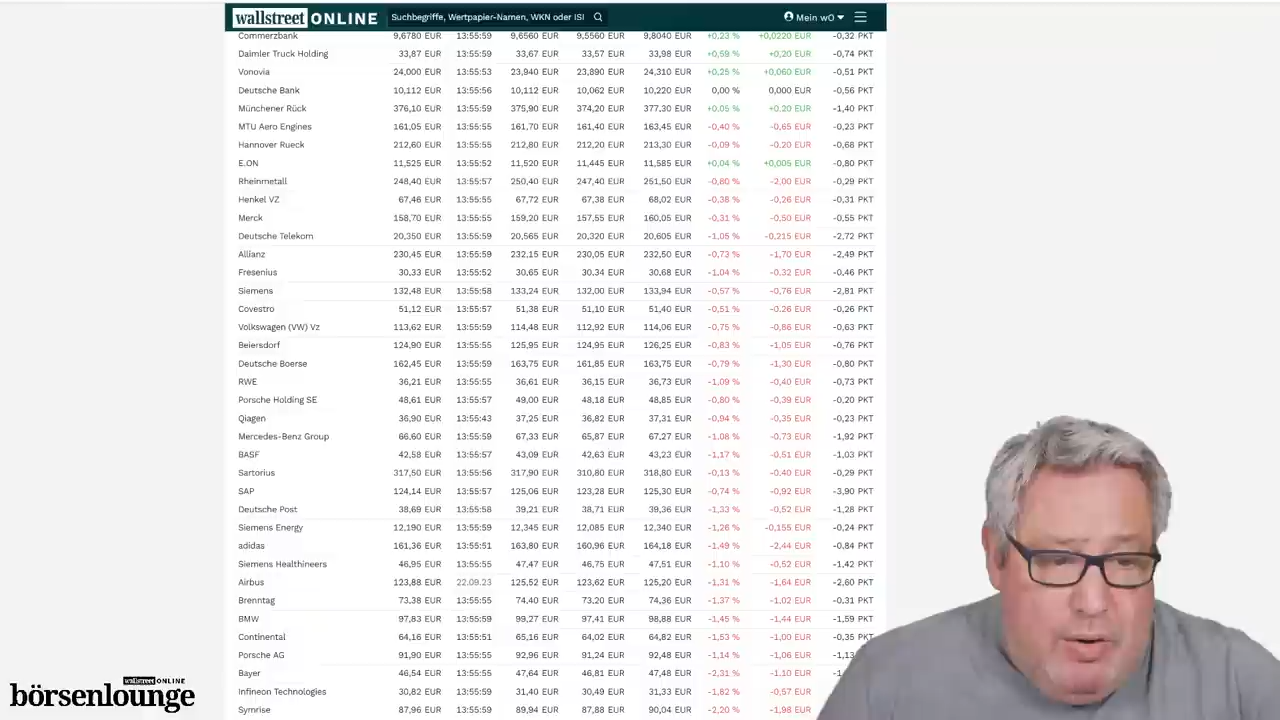 wallstreet ONLINE Suchbegriffe, Wertpapier-Namen, WKN oder ISI Mein wO
Commerzbank 9,6780 EUR 13:55:59 9,6560 EUR 9,5560 EUR 9,8040 EUR +0,23 % +0,0220 EUR -0,32 PKT
Daimler Truck Holding 33,87 EUR 13:55:59 33,67 EUR 33,57 EUR 33,98 EUR +0,59 % +0,20 EUR -0,74 PKT
Vonovia 24,000 EUR 13:55:53 23,940 EUR 23,890 EUR 24,310 EUR +0,25 % +0,060 EUR -0,51 PKT
Deutsche Bank 10,112 EUR 13:55:56 10,112 EUR 10,062 EUR 10,220 EUR 0,00 % 0,000 EUR -0,56 PKT
Münchener Rück 376,10 EUR 13:55:59 375,90 EUR 374,20 EUR 377,30 EUR +0,05 % +0,20 EUR -1,40 PKT
MTU Aero Engines 161,05 EUR 13:55:55 161,70 EUR 161,40 EUR 163,45 EUR -0,40 % -0,65 EUR -0,23 PKT
Hannover Rueck 212,60 EUR 13:55:55 212,80 EUR 212,20 EUR 213,30 EUR -0,09 % -0,20 EUR -0,68 PKT
E.ON 11,525 EUR 13:55:52 11,520 EUR 11,445 EUR 11,585 EUR +0,04 % +0,005 EUR -0,80 PKT
Rheinmetall 248,40 EUR 13:55:57 250,40 EUR 247,40 EUR 251,50 EUR -0,80 % -2,00 EUR -0,29 PKT
Henkel VZ 67,46 EUR 13:55:55 67,72 EUR 67,38 EUR 68,02 EUR -0,38 % -0,26 EUR -0,31 PKT
Merck 158,70 EUR 13:55:55 159,20 EUR 157,55 EUR 160,05 EUR -0,31 % -0,50 EUR -0,55 PKT
Deutsche Telekom 20,350 EUR 13:55:59 20,565 EUR 20,320 EUR 20,605 EUR -1,05 % -0,215 EUR -2,72 PKT
Allianz 230,45 EUR 13:55:59 232,15 EUR 230,05 EUR 232,50 EUR -0,73 % -1,70 EUR -2,49 PKT
Fresenius 30,33 EUR 13:55:52 30,65 EUR 30,34 EUR 30,68 EUR -1,04 % -0,32 EUR -0,46 PKT
Siemens 132,48 EUR 13:55:58 133,24 EUR 132,00 EUR 133,94 EUR -0,57 % -0,76 EUR -2,81 PKT
Covestro 51,12 EUR 13:55:57 51,38 EUR 51,10 EUR 51,40 EUR -0,51 % -0,26 EUR -0,26 PKT
Volkswagen (VW) Vz 113,62 EUR 13:55:59 114,48 EUR 112,92 EUR 114,06 EUR -0,75 % -0,86 EUR -0,63 PKT
Beiersdorf 124,90 EUR 13:55:55 125,95 EUR 124,95 EUR 126,25 EUR -0,83 % -1,05 EUR -0,76 PKT
Deutsche Boerse 162,45 EUR 13:55:59 163,75 EUR 161,85 EUR 163,75 EUR -0,79 % -1,30 EUR -0,80 PKT
RWE 36,21 EUR 13:55:55 36,61 EUR 36,15 EUR 36,73 EUR -1,09 % -0,40 EUR -0,73 PKT
Porsche Holding SE 48,61 EUR 13:55:57 49,00 EUR 48,18 EUR 48,85 EUR -0,80 % -0,39 EUR -0,20 PKT
Qiagen 36,90 EUR 13:55:43 37,25 EUR 36,82 EUR 37,31 EUR -0,94 % -0,35 EUR -0,23 PKT
Mercedes-Benz Group 66,60 EUR 13:55:59 67,33 EUR 65,87 EUR 67,27 EUR -1,08 % -0,73 EUR -1,92 PKT
BASF 42,58 EUR 13:55:57 43,09 EUR 42,63 EUR 43,23 EUR -1,17 % -0,51 EUR -1,03 PKT
Sartorius 317,50 EUR 13:55:56 317,90 EUR 310,80 EUR 318,80 EUR -0,13 % -0,40 EUR -0,29 PKT
SAP 124,14 EUR 13:55:57 125,06 EUR 123,28 EUR 125,30 EUR -0,74 % -0,92 EUR -3,90 PKT
Deutsche Post 38,69 EUR 13:55:58 39,21 EUR 38,71 EUR 39,36 EUR -1,33 % -0,52 EUR -1,28 PKT
Siemens Energy 12,190 EUR 13:55:59 12,345 EUR 12,085 EUR 12,340 EUR -1,26 % -0,155 EUR -0,24 PKT
adidas 161,36 EUR 13:55:51 163,80 EUR 160,96 EUR 164,18 EUR -1,49 % -2,44 EUR -0,84 PKT
Siemens Healthineers 46,95 EUR 13:55:55 47,47 EUR 46,75 EUR 47,51 EUR -1,10 % -0,52 EUR -1,42 PKT
Airbus 123,88 EUR 22.09.23 125,52 EUR 123,62 EUR 125,20 EUR -1,31 % -1,64 EUR -2,60 PKT
Brenntag 73,38 EUR 13:55:55 74,40 EUR 73,20 EUR 74,36 EUR -1,37 % -1,02 EUR -0,31 PKT
BMW 97,83 EUR 13:55:59 99,27 EUR 97,41 EUR 98,88 EUR -1,45 % -1,44 EUR -1,59 PKT
Continental 64,16 EUR 13:55:51 65,16 EUR 64,02 EUR 64,82 EUR -1,53 % -1,00 EUR -0,35 PKT
Porsche AG 91,90 EUR 13:55:55 92,96 EUR 91,24 EUR 92,48 EUR -1,14 % -1,06 EUR -1,13
Bayer 46,54 EUR 13:55:55 47,64 EUR 46,81 EUR 47,48 EUR -2,31 % -1,10 EUR
Infineon Technologies 30,82 EUR 13:55:59 31,40 EUR 30,49 EUR 31,33 EUR -1,82 % -0,57 EUR
Symrise 87,96 EUR 13:55:59 89,94 EUR 87,88 EUR 90,04 EUR -2,20 % -1,98 EUR
wallstreet ONLINE
börsenlounge